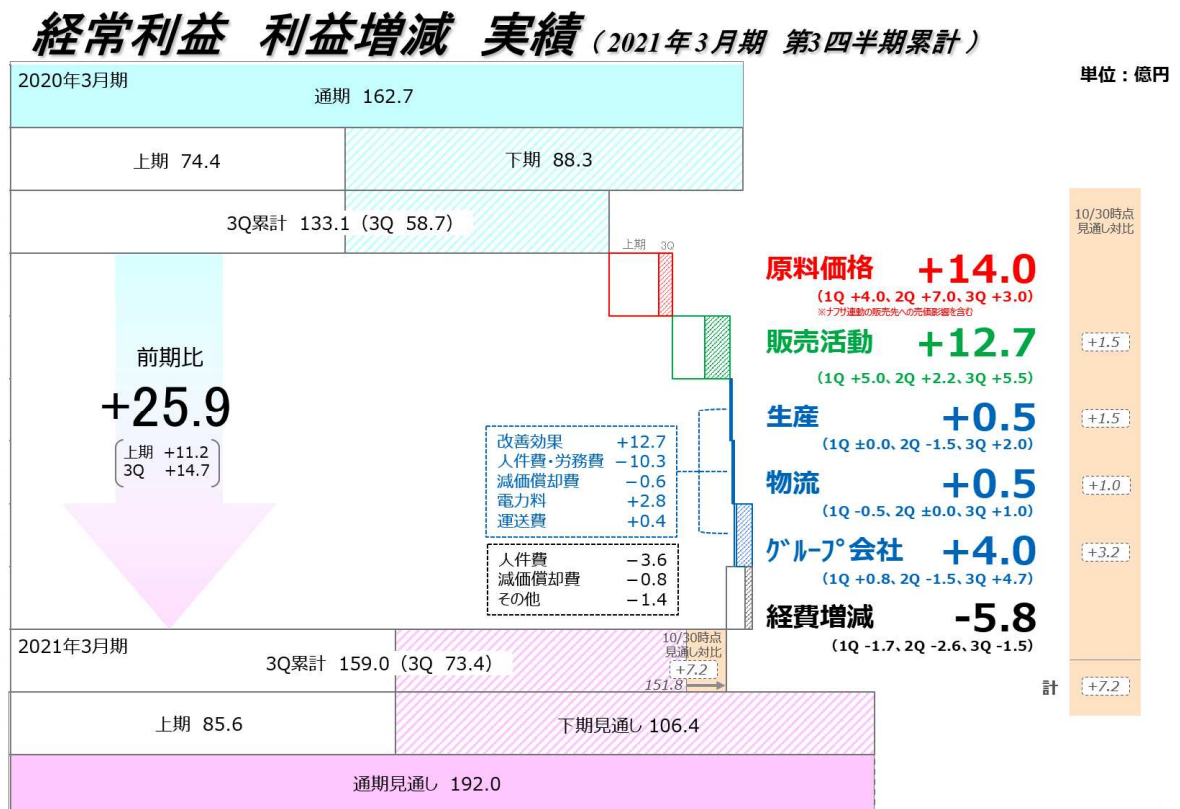 経常利益 利益増減 実績（2021年3月期 第3四半期累計）
単位：億円
2020年3月期
通期 162.7
上期 74.4
下期 88.3
3Q累計 133.1（3Q 58.7）
上期 3Q
10/30時点
見通し対比
原料価格 +14.0
（1Q +4.0、2Q +7.0、3Q +3.0）
※ナフサ連動の販売先への売価影響を含む
販売活動 +12.7
（1Q +5.0、2Q +2.2、3Q +5.5）
+1.5
生産 +0.5
（1Q ±0.0、2Q -1.5、3Q +2.0）
+1.5
物流 +0.5
（1Q -0.5、2Q ±0.0、3Q +1.0）
+1.0
ｸﾞﾙｰﾌﾟ会社 +4.0
（1Q +0.8、2Q -1.5、3Q +4.7）
+3.2
経費増減 -5.8
（1Q -1.7、2Q -2.6、3Q -1.5）
計 +7.2
前期比
+25.9
上期 +11.2
3Q +14.7
改善効果 +12.7
人件費・労務費 －10.3
減価償却費 －0.6
電力料 +2.8
運送費 +0.4
人件費 －3.6
減価償却費 －0.8
その他 －1.4
2021年3月期
3Q累計 159.0（3Q 73.4）
10/30時点
見通し対比
+7.2
151.8
上期 85.6
下期見通し 106.4
通期見通し 192.0